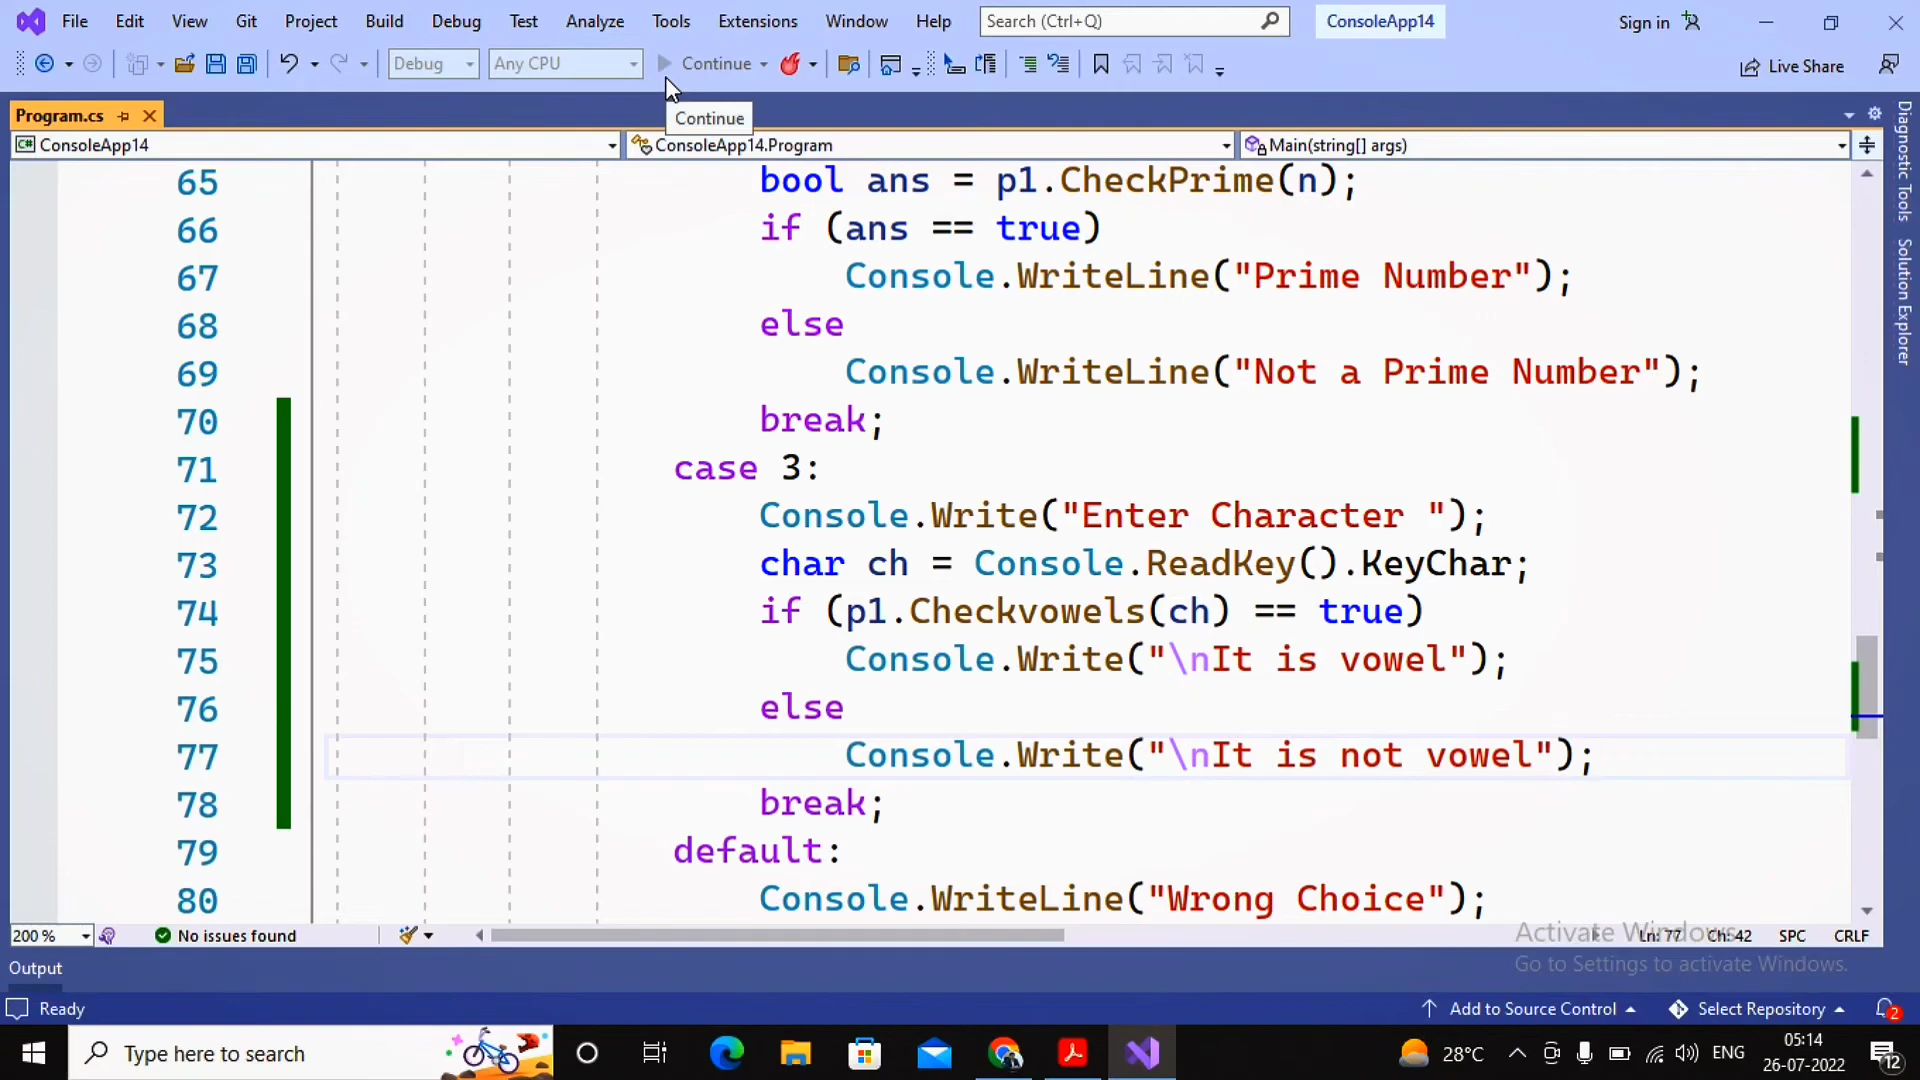 File Edit View Git Project Build Debug Test Analyze Tools Extensions Window Help Search (Ctrl+Q) ConsoleApp14 Sign in
Debug Any CPU Continue Live Share
Program.cs
Continue
ConsoleApp14 ConsoleApp14.Program Main(string[] args)
Diagnostic Tools
Solution Explorer
65 bool ans = p1.CheckPrime(n);
66 if (ans == true)
67 Console.WriteLine("Prime Number");
68 else
69 Console.WriteLine("Not a Prime Number");
70 break;
71 case 3:
72 Console.Write("Enter Character ");
73 char ch = Console.ReadKey().KeyChar;
74 if (p1.Checkvowels(ch) == true)
75 Console.Write("\nIt is vowel");
76 else
77 Console.Write("\nIt is not vowel");
78 break;
79 default:
80 Console.WriteLine("Wrong Choice");
200 % No issues found Ln: 77 Ch: 42 SPC CRLF
Activate Windows
Go to Settings to activate Windows.
Output
Ready Add to Source Control Select Repository 2
Type here to search 28°C ENG 05:14
26-07-2022 12